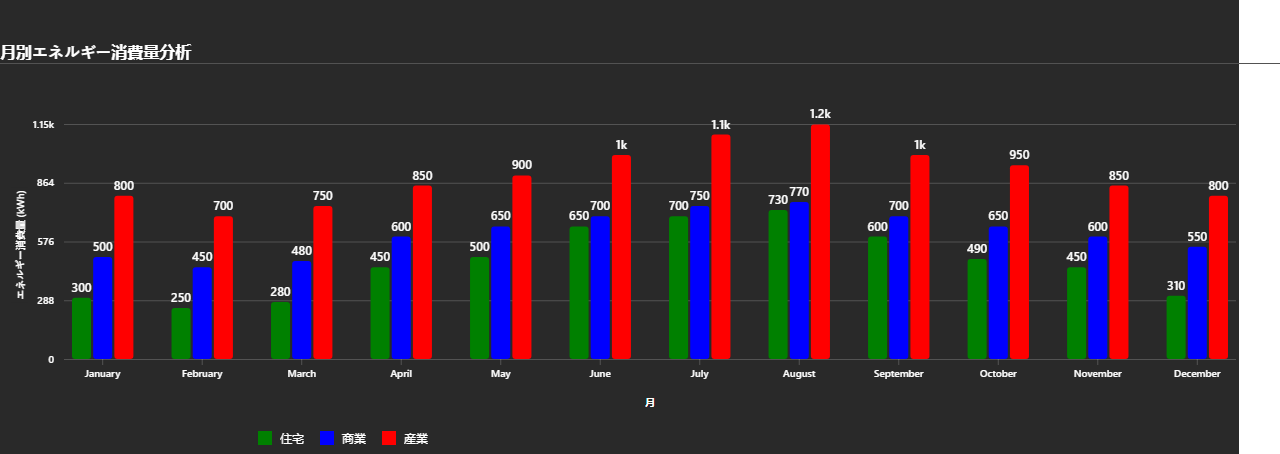 月別エネルギー消費量分析
1.15k
864
576
288
0
エネルギー消費量 (kWh)
300 500 800
250 450 700
280 480 750
450 600 850
500 650 900
650 700 1k
700 750 1.1k
730 770 1.2k
600 700 1k
490 650 950
450 600 850
310 550 800
January February March April May June July August September October November December
月
住宅 商業 産業